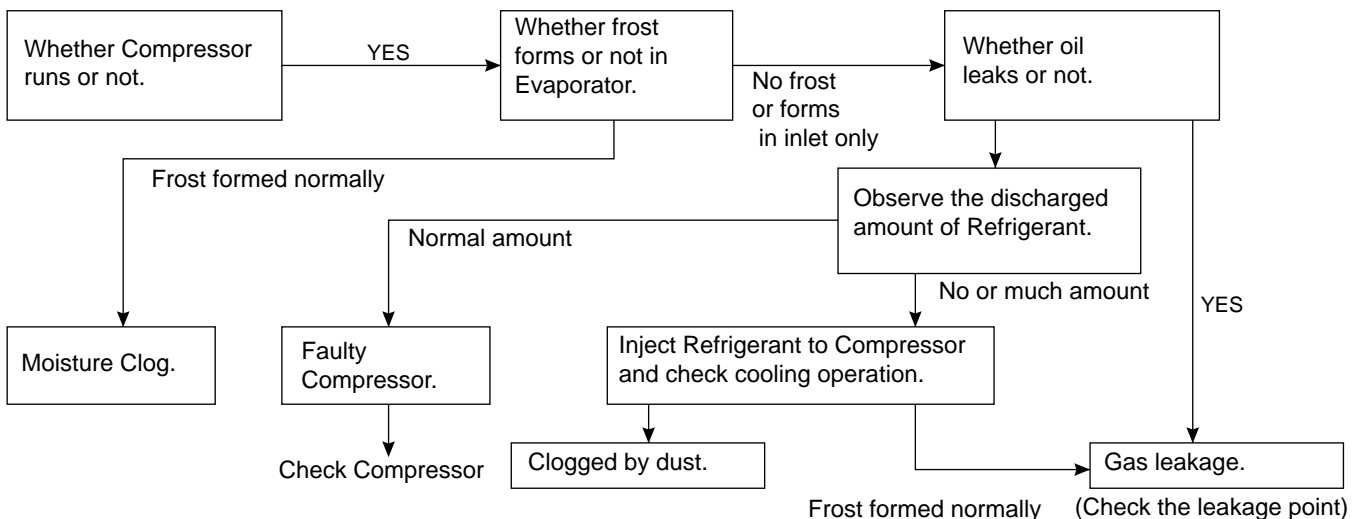 Whether Compressor
runs or not.
YES
Whether frost
forms or not in
Evaporator.
No frost
or forms
in inlet only
Whether oil
leaks or not.
Frost formed normally
Observe the discharged
amount of Refrigerant.
Normal amount
No or much amount
YES
Moisture Clog.
Faulty
Compressor.
Inject Refrigerant to Compressor
and check cooling operation.
Check Compressor
Clogged by dust.
Gas leakage.
Frost formed normally
(Check the leakage point)